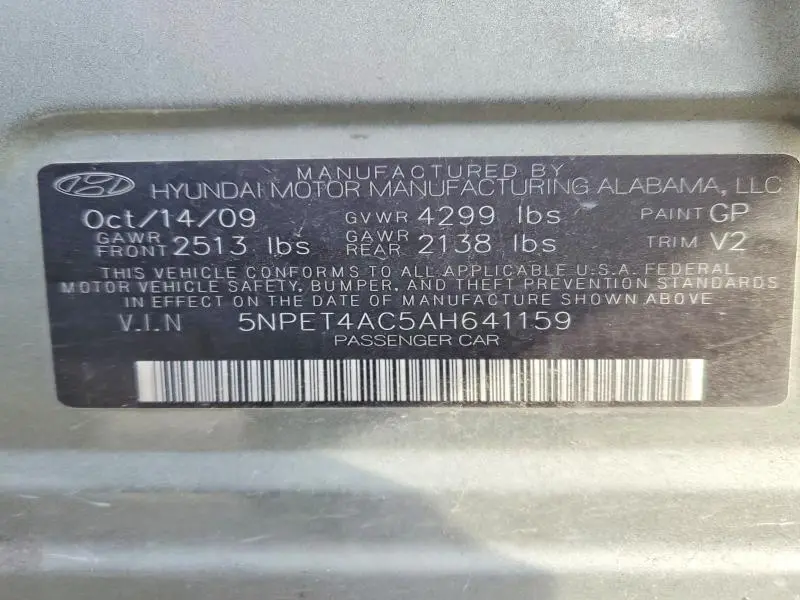 MANUFACTURED BY
HYUNDAI MOTOR MANUFACTURING ALABAMA, LLC
Oct/14/09 GVWR 4299 lbs PAINT GP
GAWR FRONT 2513 lbs GAWR REAR 2138 lbs TRIM V2
THIS VEHICLE CONFORMS TO ALL APPLICABLE U.S.A. FEDERAL
MOTOR VEHICLE SAFETY, BUMPER, AND THEFT PREVENTION STANDARDS
IN EFFECT ON THE DATE OF MANUFACTURE SHOWN ABOVE
V.I.N 5NPET4AC5AH641159
PASSENGER CAR